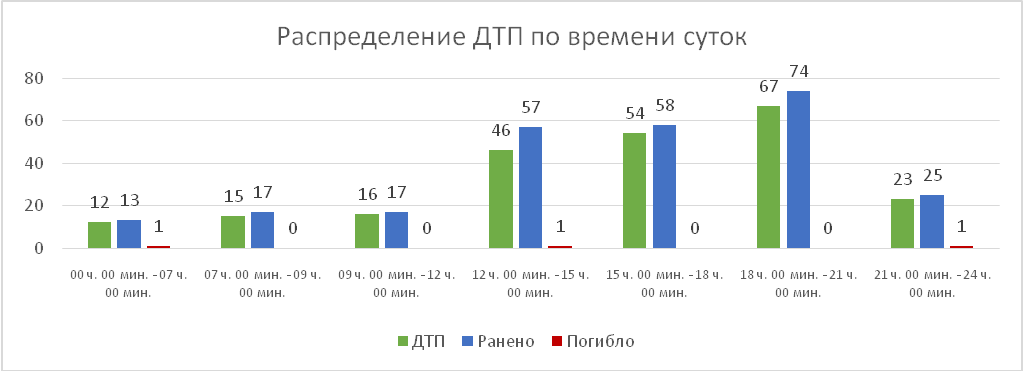 Распределение ДТП по времени суток
80
60
40
20
0
12 13 1
15 17 0
16 17 0
46 57 1
54 58 0
67 74 0
23 25 1
00 ч. 00 мин. -07 ч.
00 мин.
07 ч. 00 мин. -09 ч.
00 мин.
09 ч. 00 мин. -12 ч.
00 мин.
12 ч. 00 мин. -15 ч.
00 мин.
15 ч. 00 мин. -18 ч.
00 мин.
18 ч. 00 мин. -21 ч.
00 мин.
21 ч. 00 мин. -24 ч.
00 мин.
ДТП Ранено Погибло